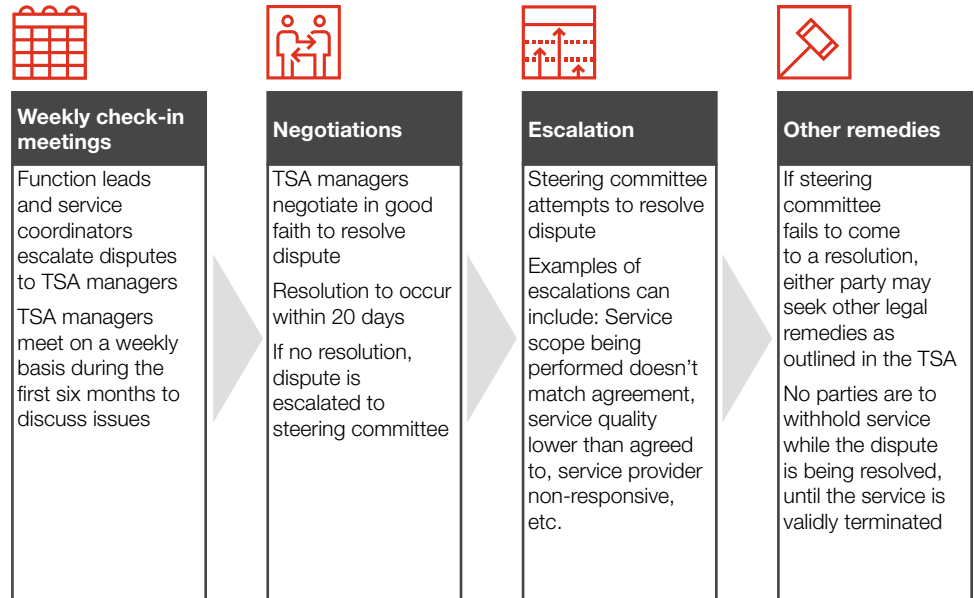 Weekly check-in
meetings
Function leads
and service
coordinators
escalate disputes
to TSA managers
TSA managers
meet on a weekly
basis during the
first six months to
discuss issues
Negotiations
TSA managers
negotiate in good
faith to resolve
dispute
Resolution to occur
within 20 days
If no resolution,
dispute is
escalated to
steering committee
Escalation
Steering committee
attempts to resolve
dispute
Examples of
escalations can
include: Service
scope being
performed doesn’t
match agreement,
service quality
lower than agreed
to, service provider
non-responsive,
etc.
Other remedies
If steering
committee
fails to come
to a resolution,
either party may
seek other legal
remedies as
outlined in the TSA
No parties are to
withhold service
while the dispute
is being resolved,
until the service is
validly terminated